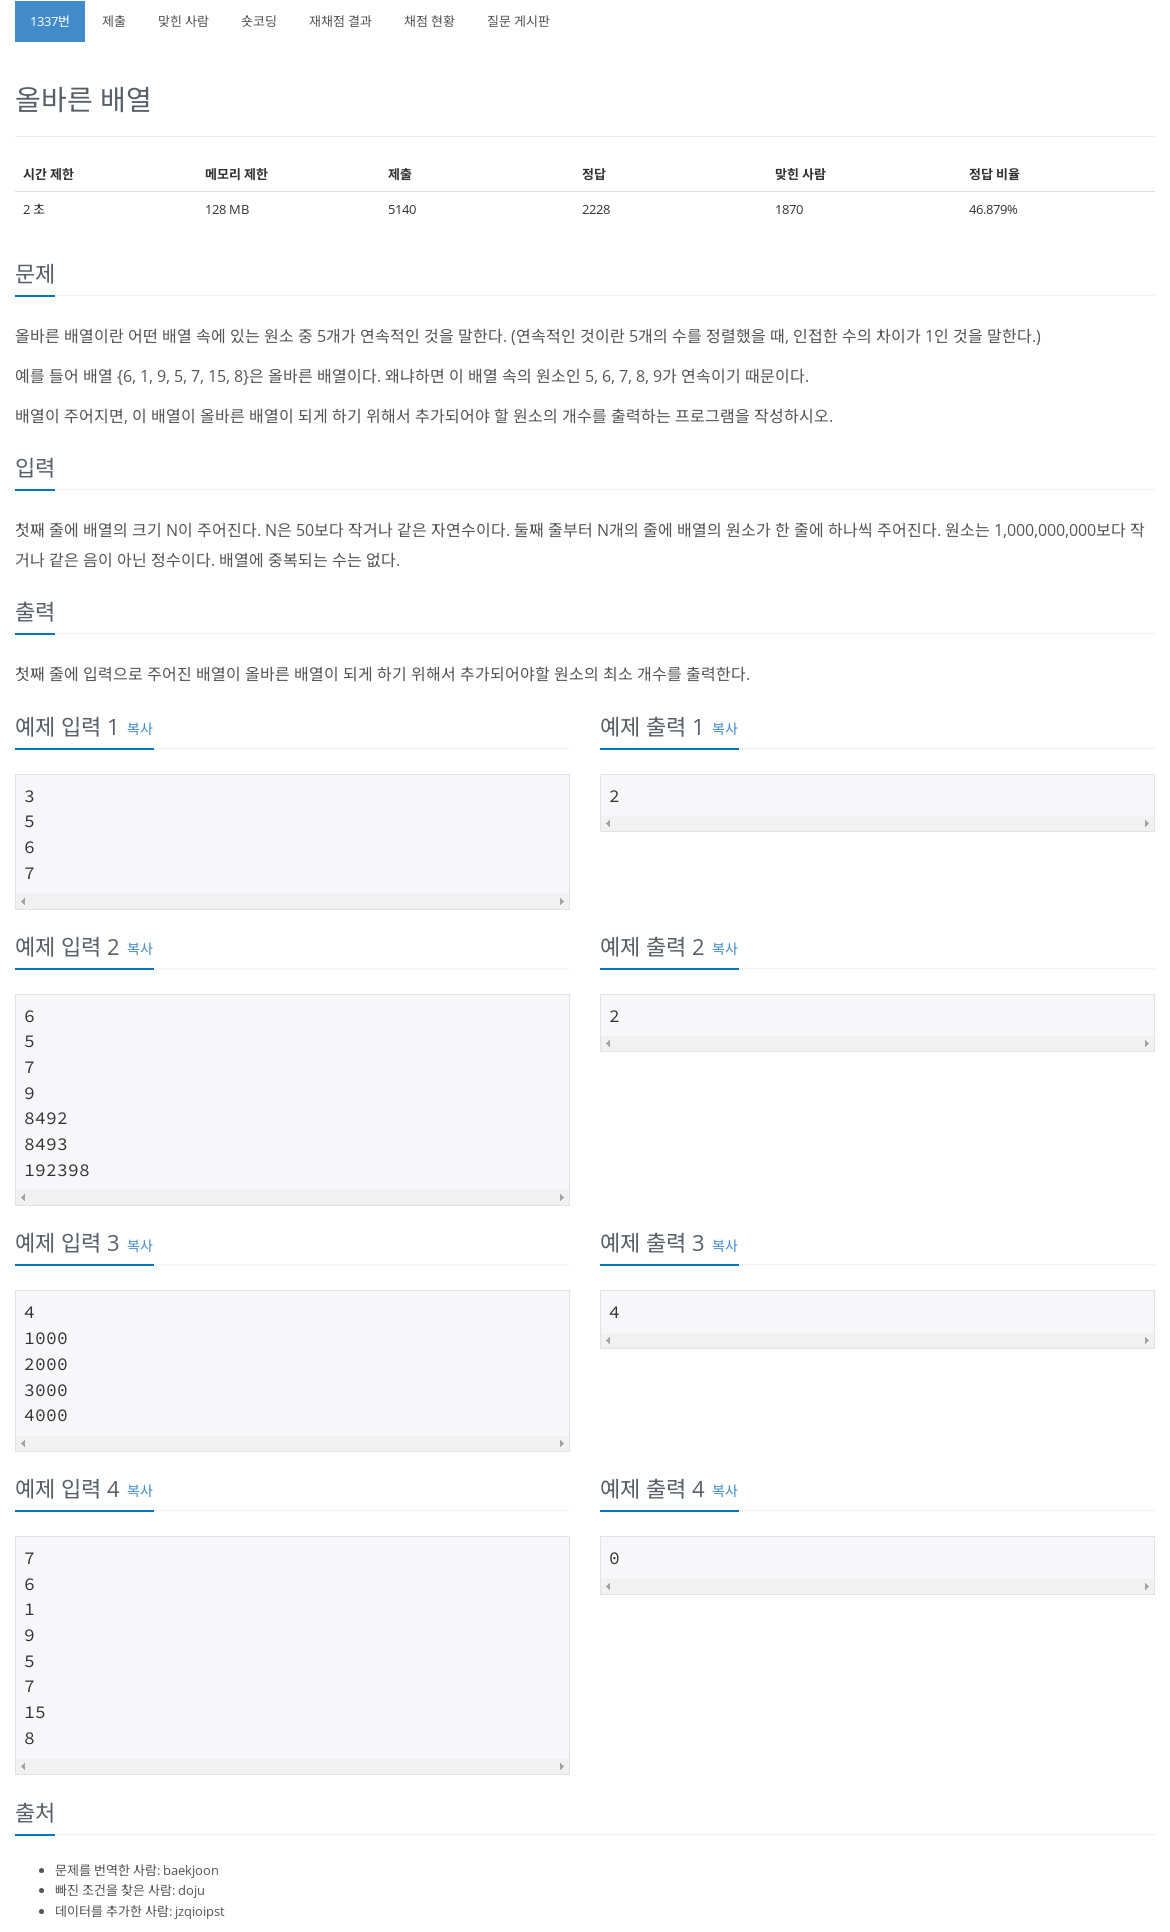 1337번 제출 맞힌 사람 숏코딩 재채점 결과 채점 현황 질문 게시판
올바른 배열
시간 제한 메모리 제한 제출 정답 맞힌 사람 정답 비율
2 초 128 MB 5140 2228 1870 46.879%
문제
올바른 배열이란 어떤 배열 속에 있는 원소 중 5개가 연속적인 것을 말한다. (연속적인 것이란 5개의 수를 정렬했을 때, 인접한 수의 차이가 1인 것을 말한다.)
예를 들어 배열 {6, 1, 9, 5, 7, 15, 8}은 올바른 배열이다. 왜냐하면 이 배열 속의 원소인 5, 6, 7, 8, 9가 연속이기 때문이다.
배열이 주어지면, 이 배열이 올바른 배열이 되게 하기 위해서 추가되어야 할 원소의 개수를 출력하는 프로그램을 작성하시오.
입력
첫째 줄에 배열의 크기 N이 주어진다. N은 50보다 작거나 같은 자연수이다. 둘째 줄부터 N개의 줄에 배열의 원소가 한 줄에 하나씩 주어진다. 원소는 1,000,000,000보다 작
거나 같은 음이 아닌 정수이다. 배열에 중복되는 수는 없다.
출력
첫째 줄에 입력으로 주어진 배열이 올바른 배열이 되게 하기 위해서 추가되어야할 원소의 최소 개수를 출력한다.
예제 입력 1 복사
3
5
6
7
예제 출력 1 복사
2
예제 입력 2 복사
6
5
7
9
8492
8493
192398
예제 출력 2 복사
2
예제 입력 3 복사
4
1000
2000
3000
4000
예제 출력 3 복사
4
예제 입력 4 복사
7
6
1
9
5
7
15
8
예제 출력 4 복사
0
출처
문제를 번역한 사람: baekjoon
빠진 조건을 찾은 사람: doju
데이터를 추가한 사람: jzqioipst